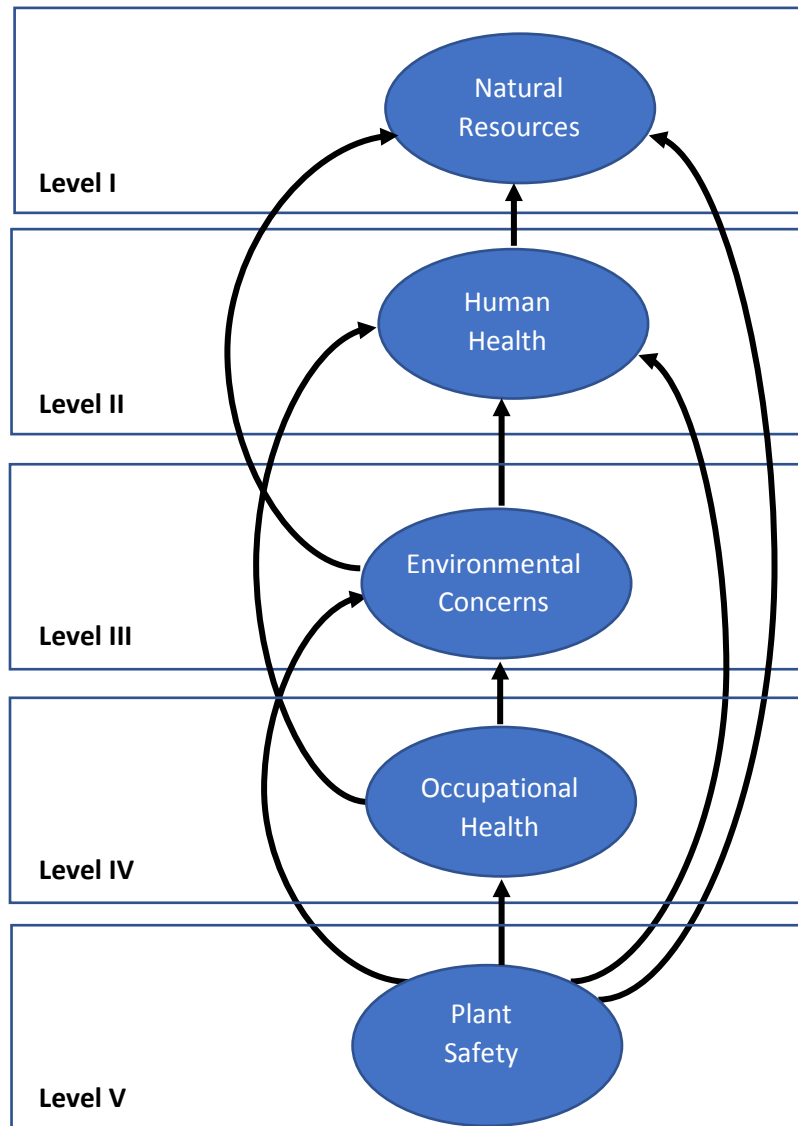 Natural
Resources
Level I
Human
Health
Level II
Environmental
Concerns
Level III
Occupational
Health
Level IV
Plant
Safety
Level V